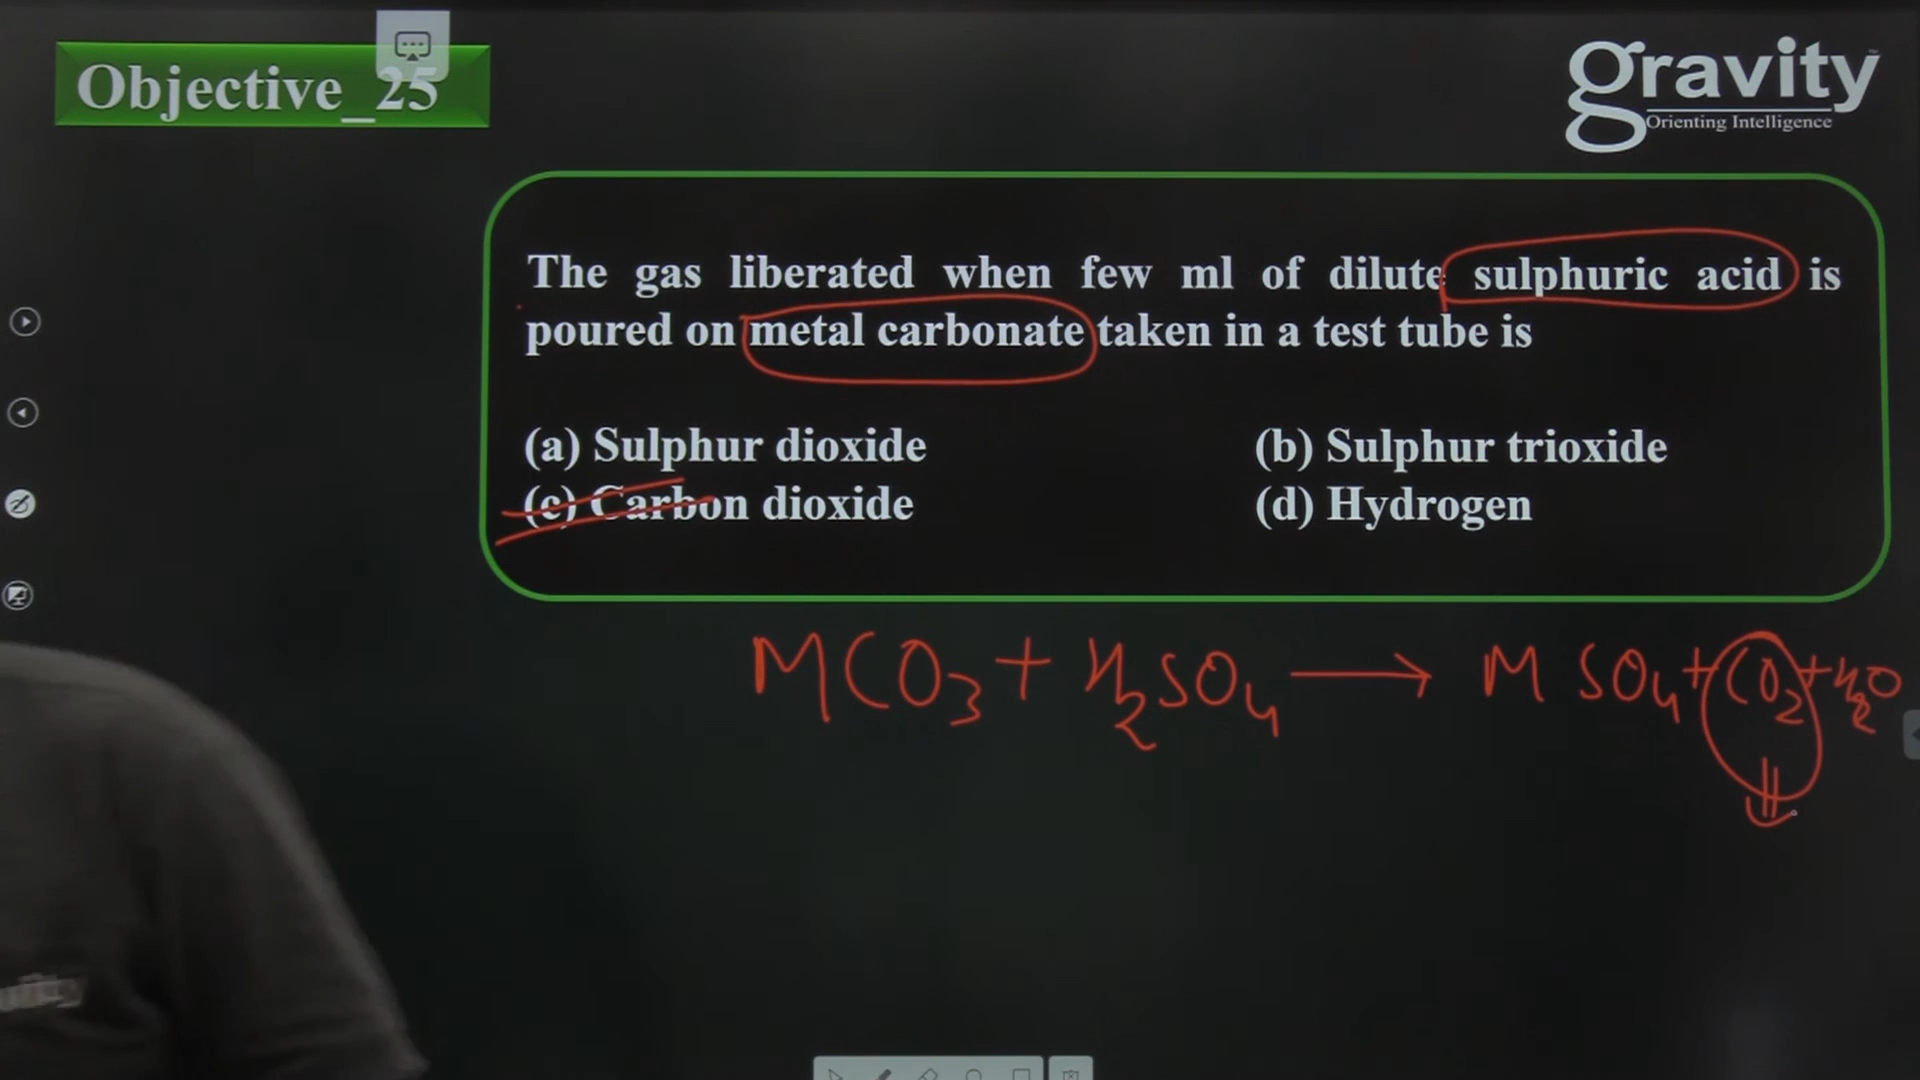 Objective_25
gravity
Orienting Intelligence
The gas liberated when few ml of dilute sulphuric acid is
poured on metal carbonate taken in a test tube is
(a) Sulphur dioxide (b) Sulphur trioxide
(c) Carbon dioxide (d) Hydrogen
MCO3 + H2SO4 → MSO4 + CO2 + H2O